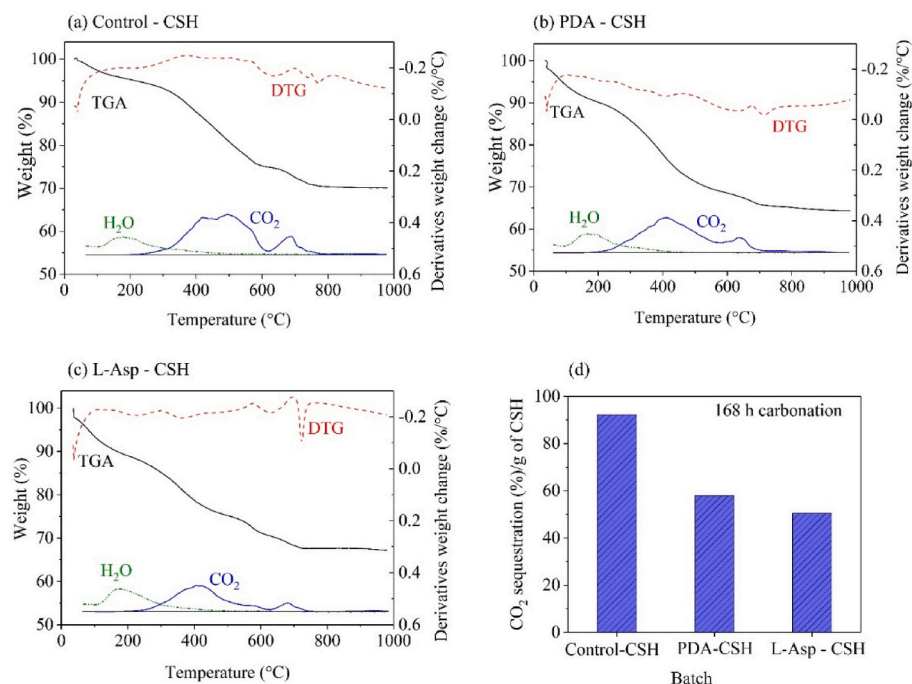 (a) Control - CSH
100
90
80
70
60
50
Weight (%)
-0.2
0.0
0.2
0.4
0.6
Derivatives weight change (%/°C)
TGA
DTG
H₂O
CO₂
0 200 400 600 800 1000
Temperature (°C)
(b) PDA - CSH
100
90
80
70
60
50
Weight (%)
-0.2
0.0
0.2
0.4
0.6
Derivatives weight change (%/°C)
TGA
DTG
H₂O
CO₂
0 200 400 600 800 1000
Temperature (°C)
(c) L-Asp - CSH
100
90
80
70
60
50
Weight (%)
-0.2
0.0
0.2
0.4
0.6
Derivatives weight change (%/°C)
TGA
DTG
H₂O
CO₂
0 200 400 600 800 1000
Temperature (°C)
(d)
168 h carbonation
100
80
60
40
20
0
CO₂ sequestration (%)/g of CSH
Control-CSH PDA-CSH L-Asp - CSH
Batch